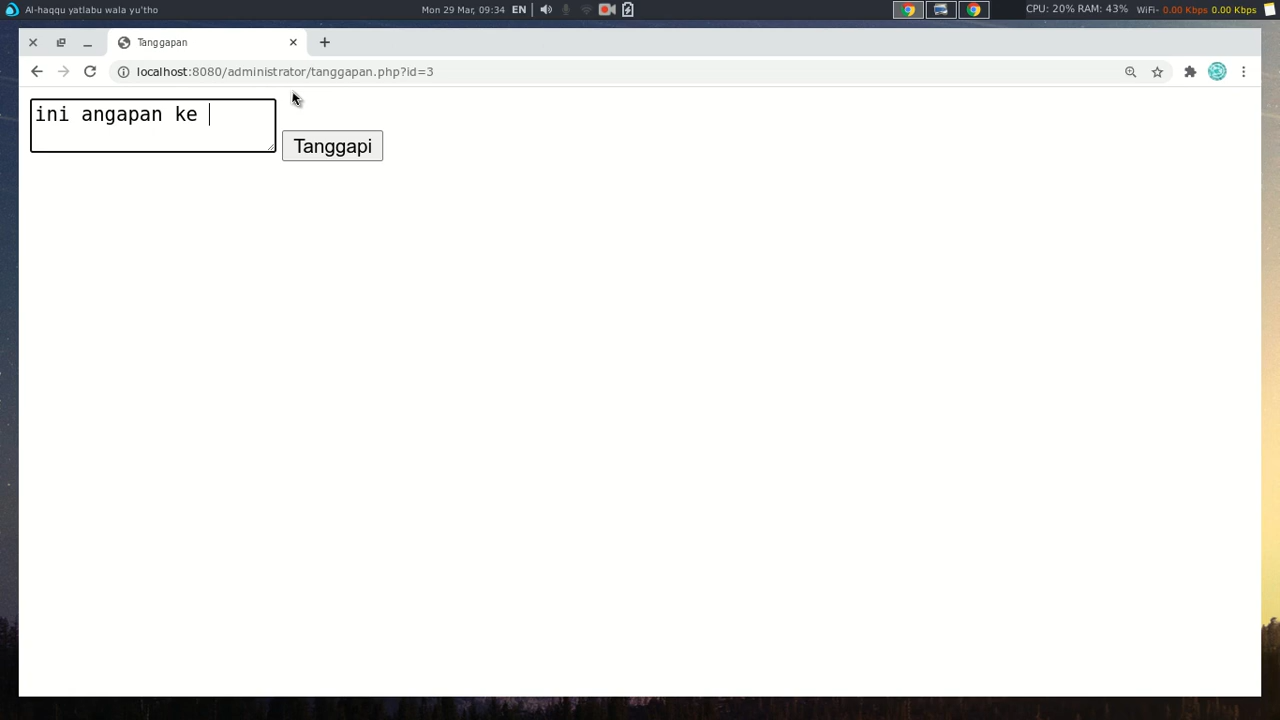 Al-haqqu yatlabu wala yu'tho
Mon 29 Mar, 09:34 EN
CPU: 20% RAM: 43% WiFi- 0.00 Kbps 0.00 Kbps
Tanggapan
localhost:8080/administrator/tanggapan.php?id=3
ini angapan ke
Tanggapi